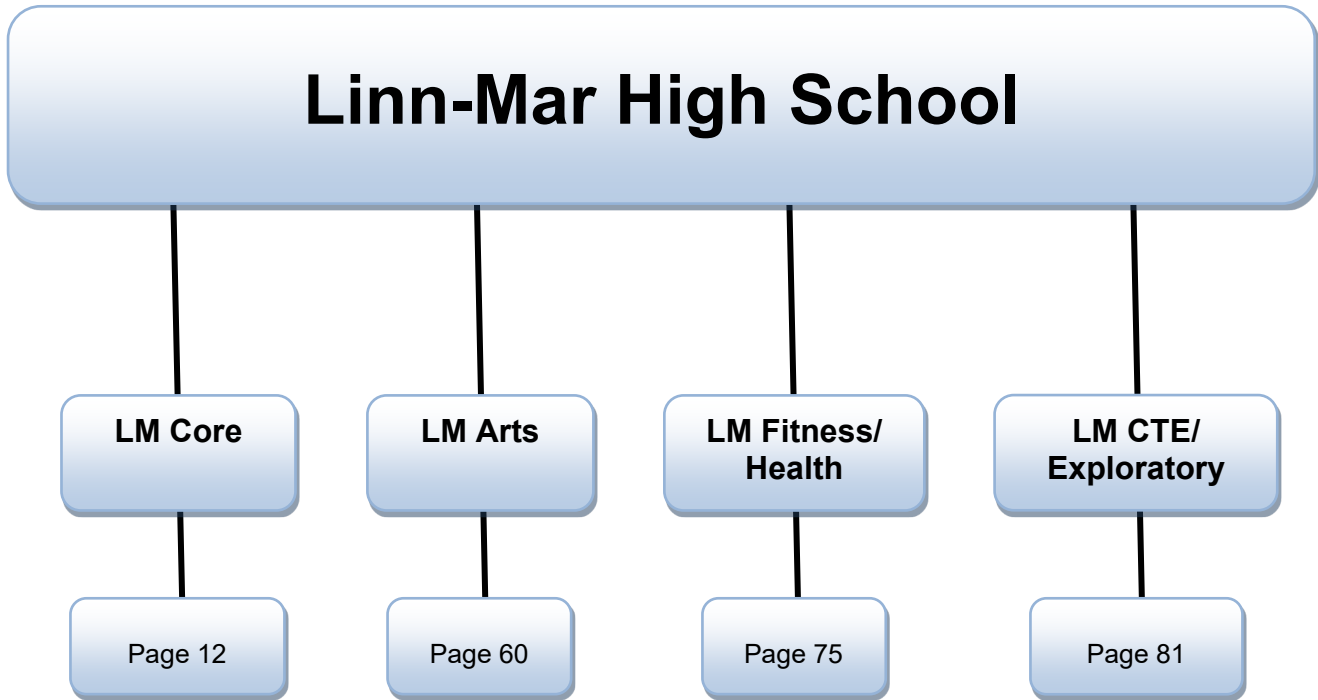 Linn-Mar High School
LM Core
LM Arts
LM Fitness/
Health
LM CTE/
Exploratory
Page 12
Page 60
Page 75
Page 81